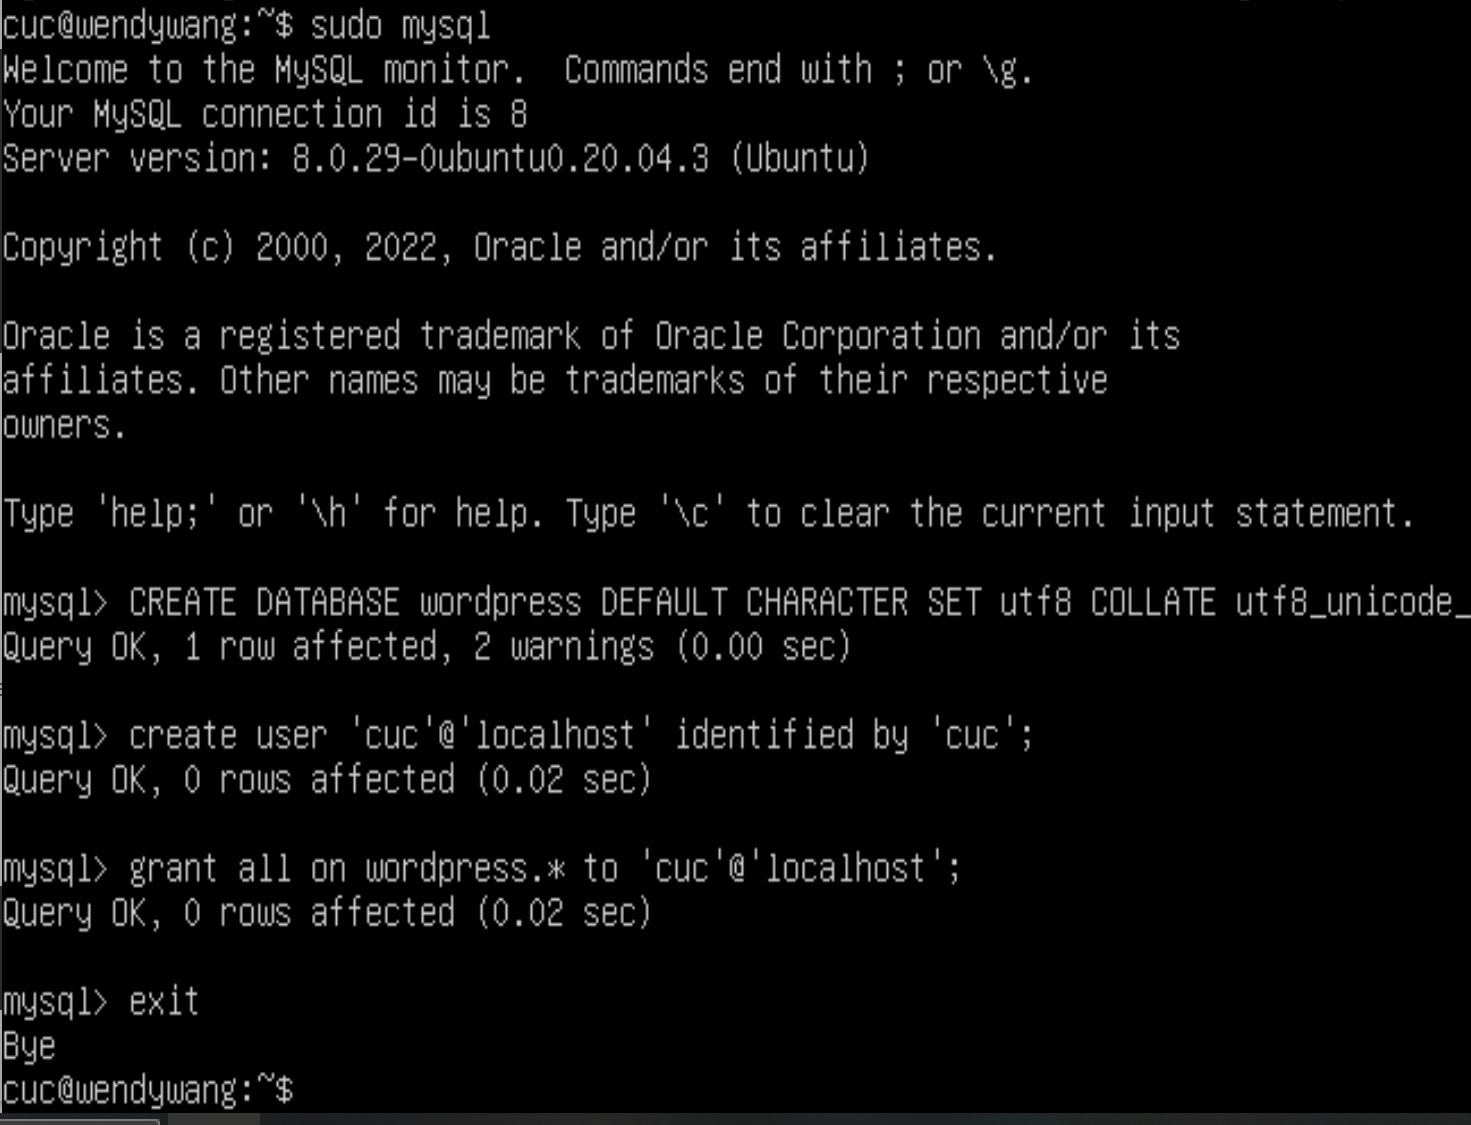 cuc@wendywang:~$ sudo mysql
Welcome to the MySQL monitor.  Commands end with ; or \g.
Your MySQL connection id is 8
Server version: 8.0.29-0ubuntu0.20.04.3 (Ubuntu)
Copyright (c) 2000, 2022, Oracle and/or its affiliates.
Oracle is a registered trademark of Oracle Corporation and/or its
affiliates. Other names may be trademarks of their respective
owners.
Type 'help;' or '\h' for help. Type '\c' to clear the current input statement.
mysql> CREATE DATABASE wordpress DEFAULT CHARACTER SET utf8 COLLATE utf8_unicode_
Query OK, 1 row affected, 2 warnings (0.00 sec)
mysql> create user 'cuc'@'localhost' identified by 'cuc';
Query OK, 0 rows affected (0.02 sec)
mysql> grant all on wordpress.* to 'cuc'@'localhost';
Query OK, 0 rows affected (0.02 sec)
mysql> exit
Bye
cuc@wendywang:~$